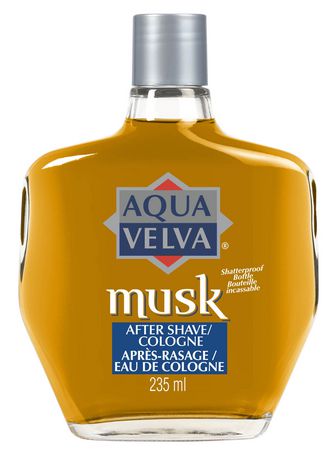 AQUA
VELVA®
Shatterproof
Bottle
Bouteille
incassable
musk
AFTER SHAVE/
COLOGNE
APRÈS-RASAGE /
EAU DE COLOGNE
235 ml